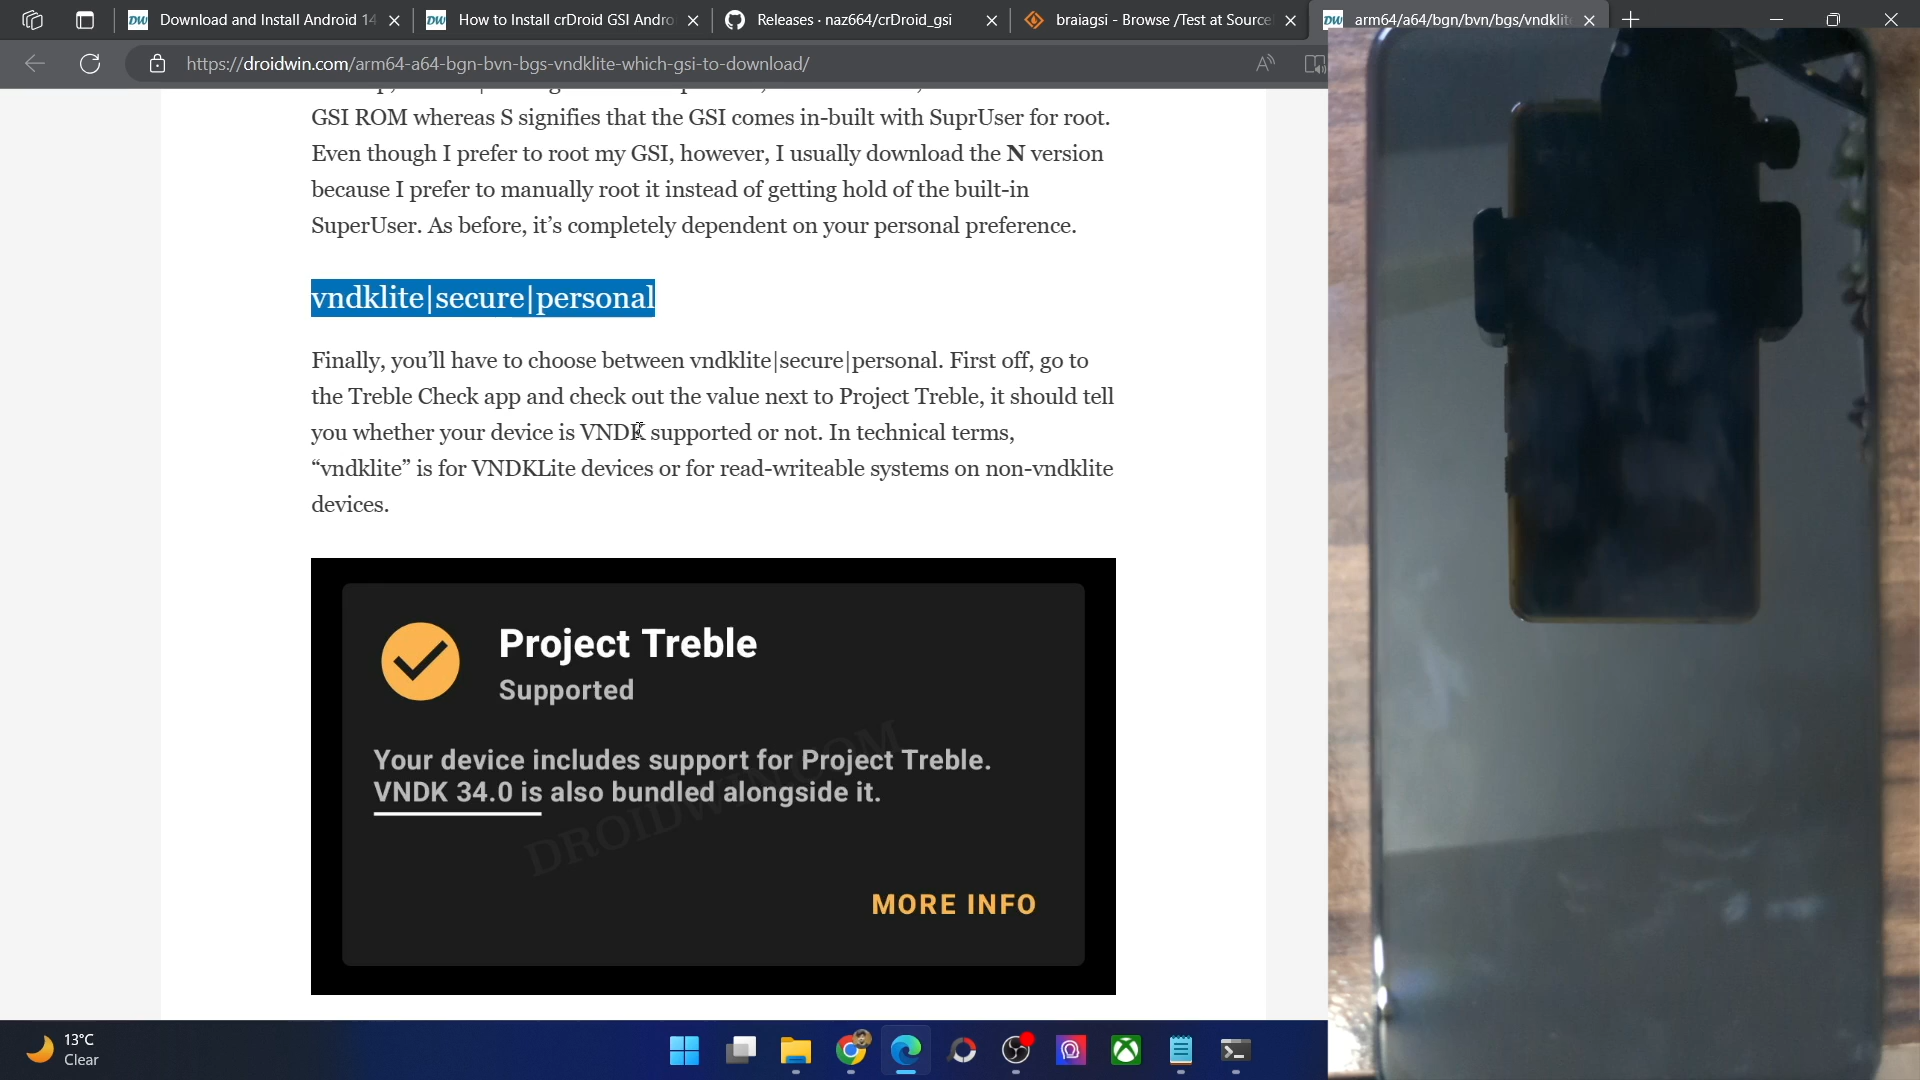 Download and Install Android 14
How to Install crDroid GSI Andro
Releases · naz664/crDroid_gsi
braiagsi - Browse /Test at Source
arm64/a64/bgn/bvn/bgs/vndklit
https://droidwin.com/arm64-a64-bgn-bvn-bgs-vndklite-which-gsi-to-download/
GSI ROM whereas S signifies that the GSI comes in-built with SuprUser for root.
Even though I prefer to root my GSI, however, I usually download the N version
because I prefer to manually root it instead of getting hold of the built-in
SuperUser. As before, it’s completely dependent on your personal preference.
vndklite|secure|personal
Finally, you’ll have to choose between vndklite|secure|personal. First off, go to
the Treble Check app and check out the value next to Project Treble, it should tell
you whether your device is VNDK supported or not. In technical terms,
“vndklite” is for VNDKLite devices or for read-writeable systems on non-vndklite
devices.
Project Treble
Supported
Your device includes support for Project Treble.
VNDK 34.0 is also bundled alongside it.
DROIDWIN.COM
MORE INFO
13°C
Clear